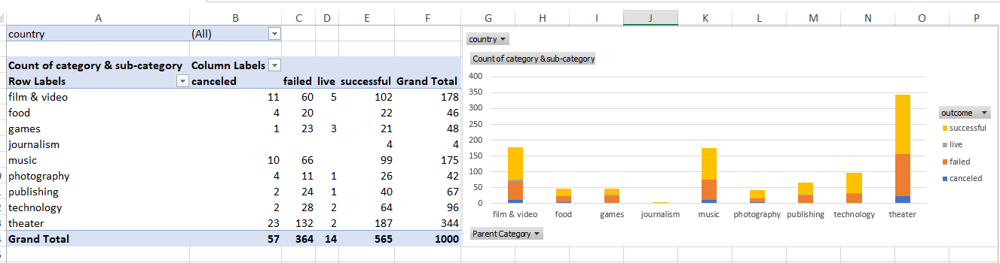 A B C D E F G H I J K L M N O P
country (All)
Count of category & sub-category Column Labels
Row Labels canceled failed live successful Grand Total
film & video 11 60 5 102 178
food 4 20 22 46
games 1 23 3 21 48
journalism 4 4
music 10 66 99 175
photography 4 11 1 26 42
publishing 2 24 1 40 67
technology 2 28 2 64 96
theater 23 132 2 187 344
Grand Total 57 364 14 565 1000
country
Count of category & sub-category
400
350
300
250
200
150
100
50
0
film & video food games journalism music photography publishing technology theater
Parent Category
outcome
successful
live
failed
canceled